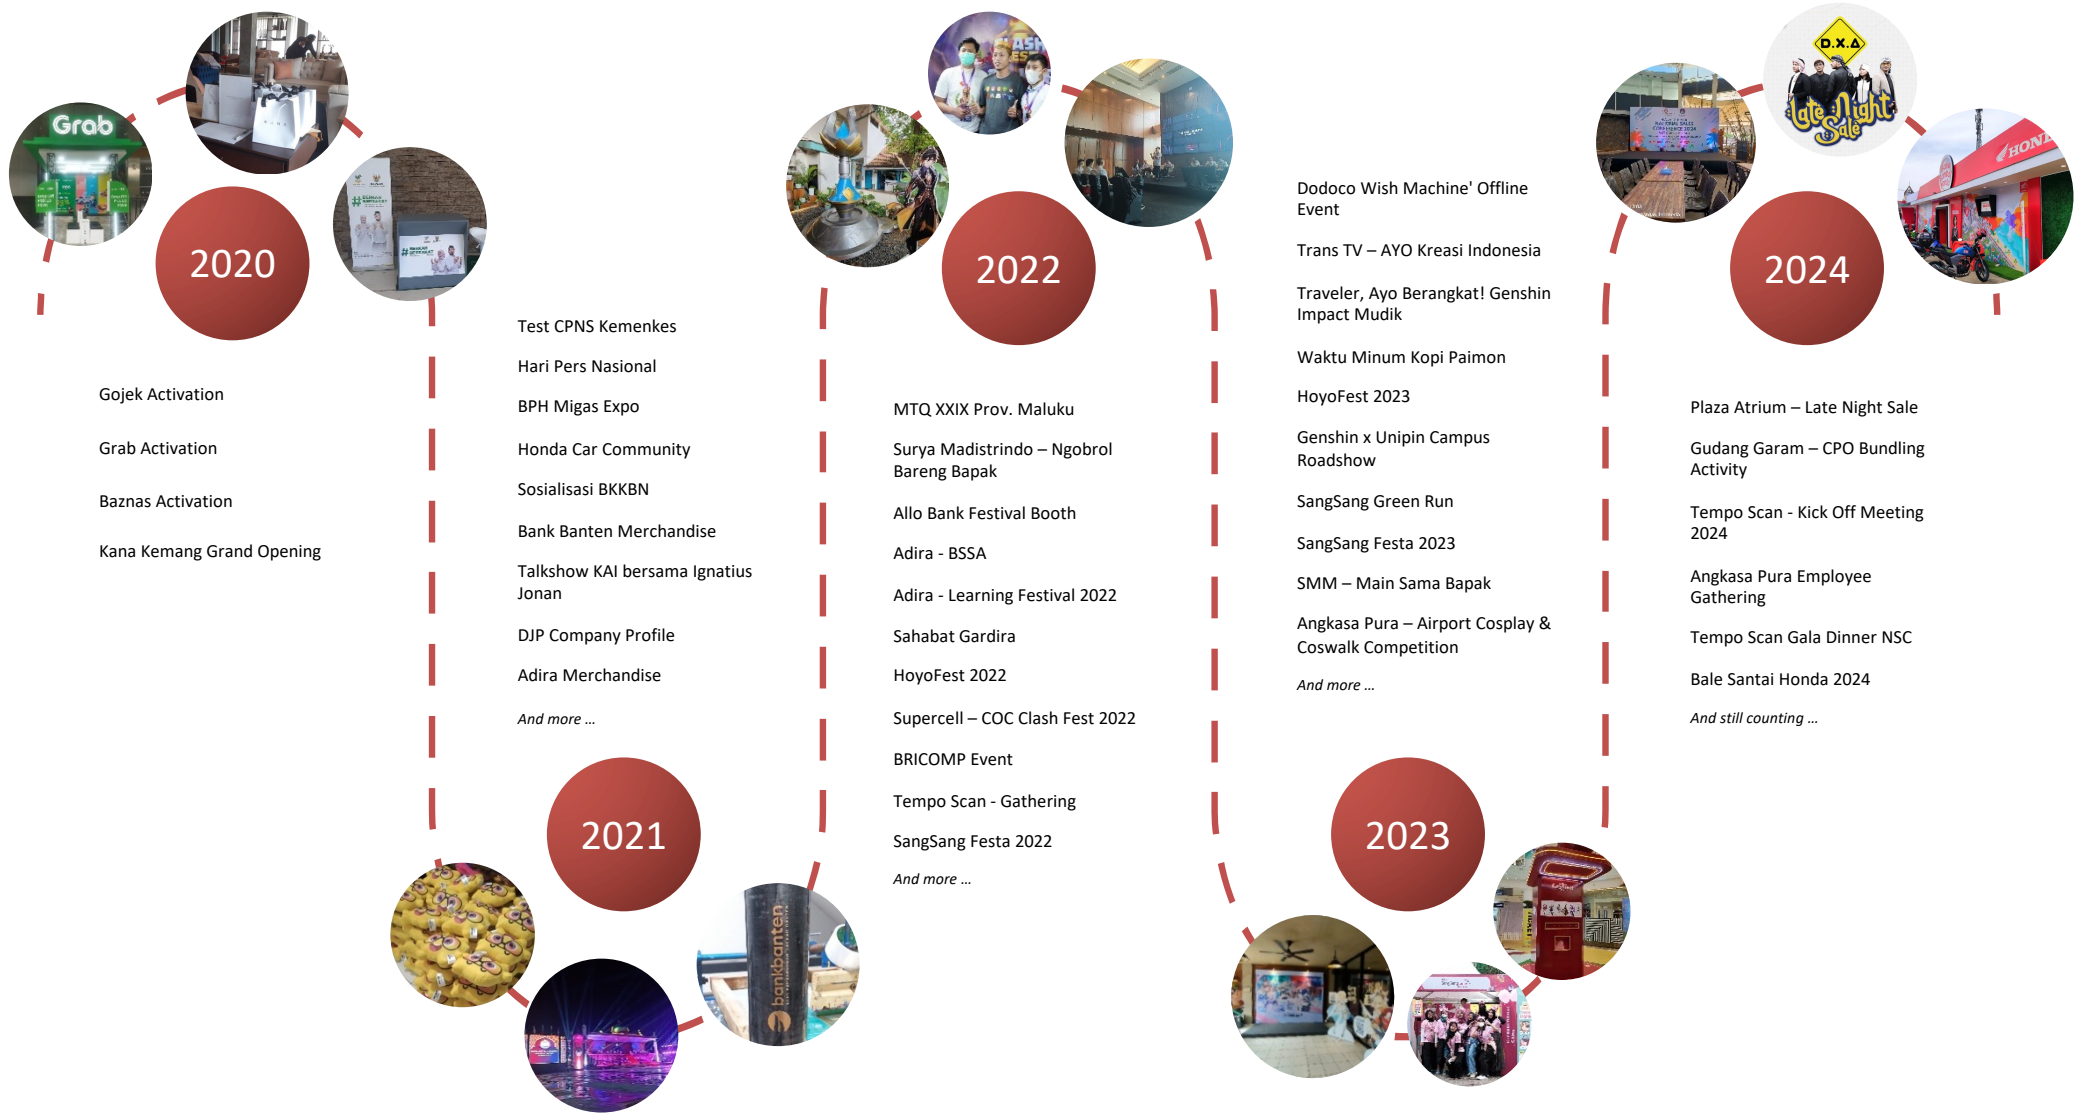 Grab
2020
Gojek Activation
Grab Activation
Baznas Activation
Kana Kemang Grand Opening
Test CPNS Kemenkes
Hari Pers Nasional
BPH Migas Expo
Honda Car Community
Sosialisasi BKKBN
Bank Banten Merchandise
Talkshow KAI bersama Ignatius
Jonan
DJP Company Profile
Adira Merchandise
And more ...
2021
bankbanten
2022
MTQ XXIX Prov. Maluku
Surya Madistrindo – Ngobrol
Bareng Bapak
Allo Bank Festival Booth
Adira - BSSA
Adira - Learning Festival 2022
Sahabat Gardira
HoyoFest 2022
Supercell – COC Clash Fest 2022
BRICOMP Event
Tempo Scan - Gathering
SangSang Festa 2022
And more ...
Dodoco Wish Machine' Offline
Event
Trans TV – AYO Kreasi Indonesia
Traveler, Ayo Berangkat! Genshin
Impact Mudik
Waktu Minum Kopi Paimon
HoyoFest 2023
Genshin x Unipin Campus
Roadshow
SangSang Green Run
SangSang Festa 2023
SMM – Main Sama Bapak
Angkasa Pura – Airport Cosplay &
Coswalk Competition
And more ...
2023
D.X.A
Late Night
Sale
HOND
2024
Plaza Atrium – Late Night Sale
Gudang Garam – CPO Bundling
Activity
Tempo Scan - Kick Off Meeting
2024
Angkasa Pura Employee
Gathering
Tempo Scan Gala Dinner NSC
Bale Santai Honda 2024
And still counting ...